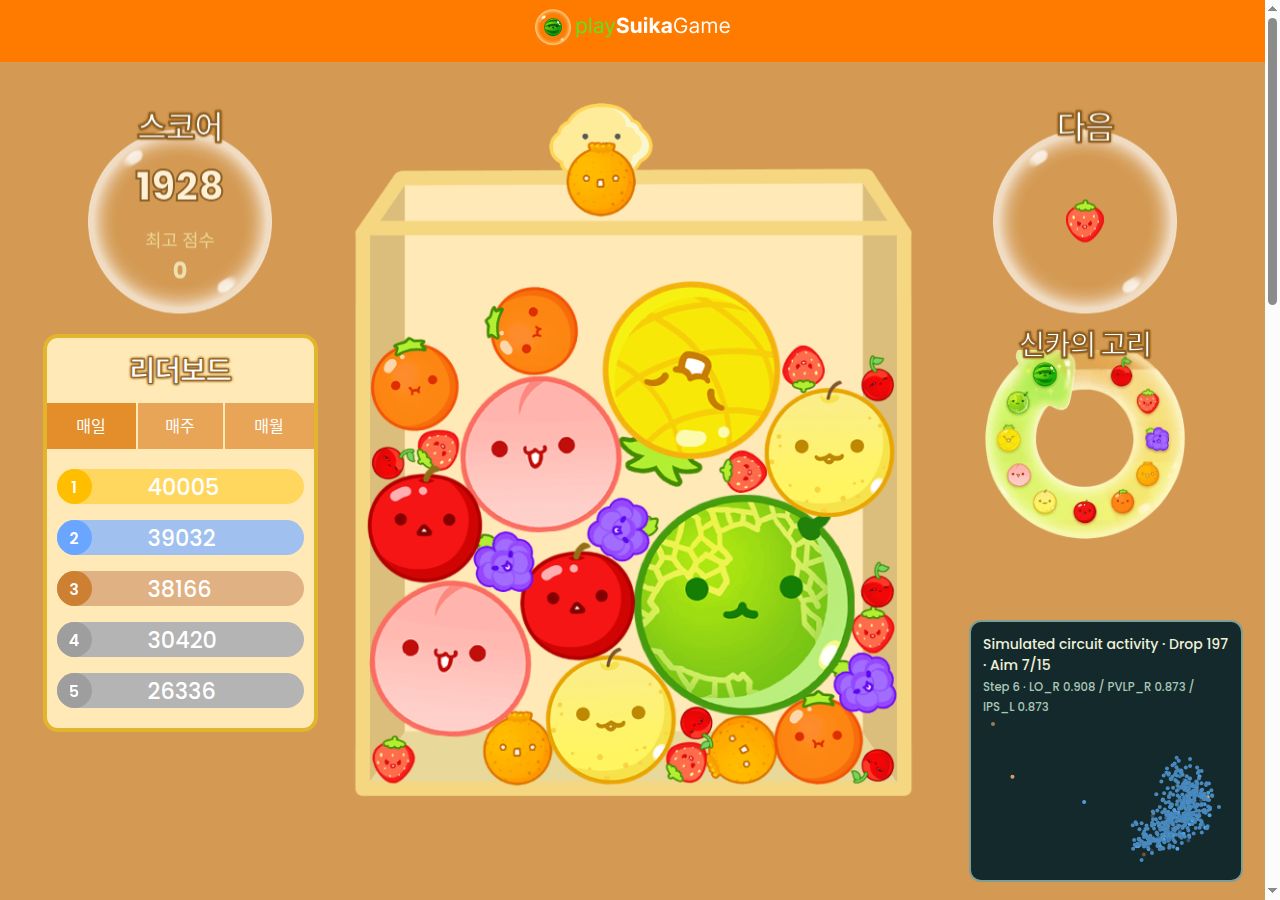 playSuikaGame
스코어
1928
최고 점수
0
리더보드
매일 매주 매월
1 40005
2 39032
3 38166
4 30420
5 26336
다음
신카의 고리
Simulated circuit activity · Drop 197
· Aim 7/15
Step 6 · LO_R 0.908 / PVLP_R 0.873 /
IPS_L 0.873